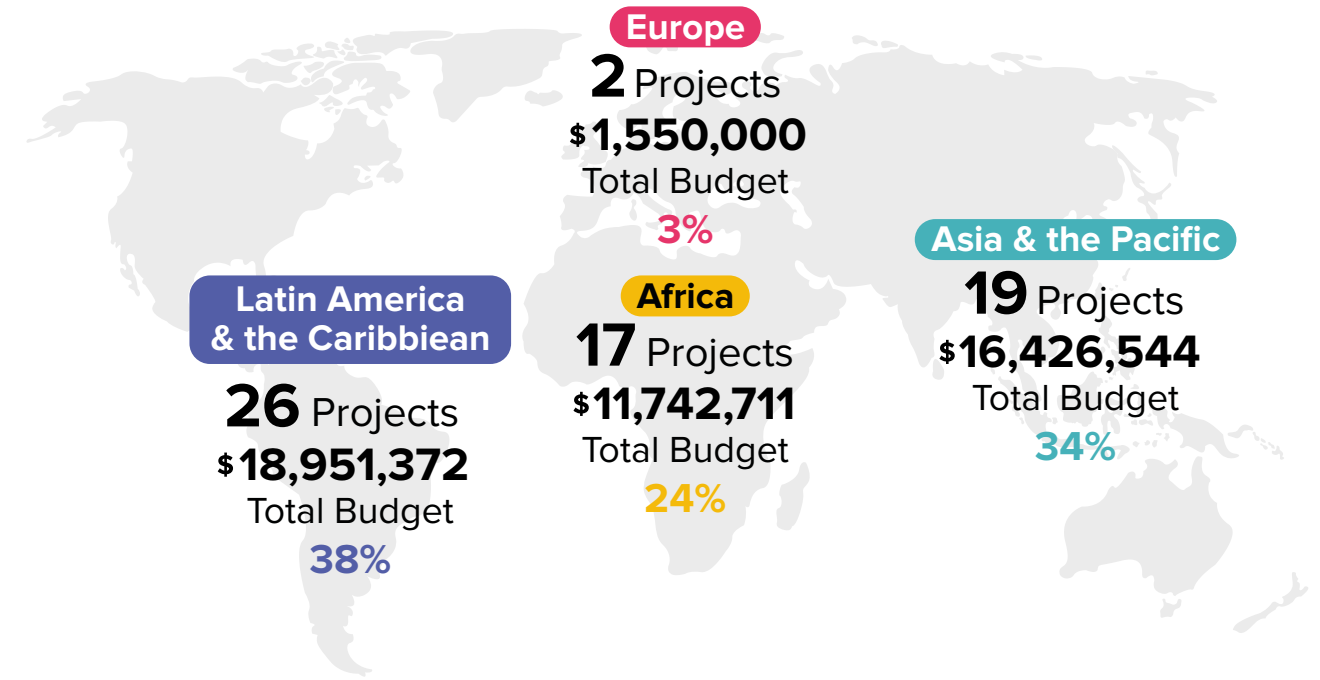 Europe
2 Projects
$1,550,000
Total Budget
3%
Latin America
& the Caribbiean
26 Projects
$18,951,372
Total Budget
38%
Africa
17 Projects
$11,742,711
Total Budget
24%
Asia & the Pacific
19 Projects
$16,426,544
Total Budget
34%